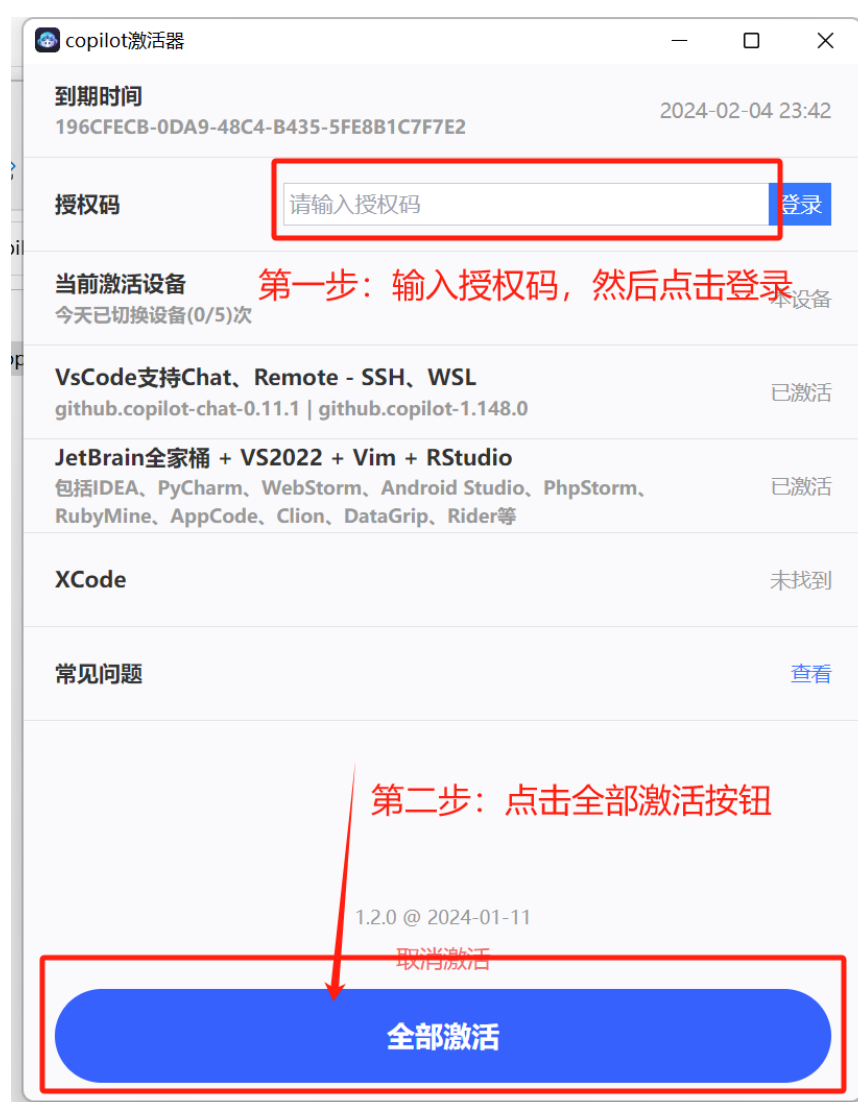 copilot激活器
到期时间
196CFECB-0DA9-48C4-B435-5FE8B1C7F7E2
2024-02-04 23:42
授权码
请输入授权码
登录
第一步：输入授权码，然后点击登录
当前激活设备
今天已切换设备(0/5)次
本设备
VsCode支持Chat、Remote - SSH、WSL
github.copilot-chat-0.11.1 | github.copilot-1.148.0
已激活
JetBrain全家桶 + VS2022 + Vim + RStudio
包括IDEA、PyCharm、WebStorm、Android Studio、PhpStorm、
RubyMine、AppCode、Clion、DataGrip、Rider等
已激活
XCode
未找到
常见问题
查看
第二步：点击全部激活按钮
1.2.0 @ 2024-01-11
取消激活
全部激活